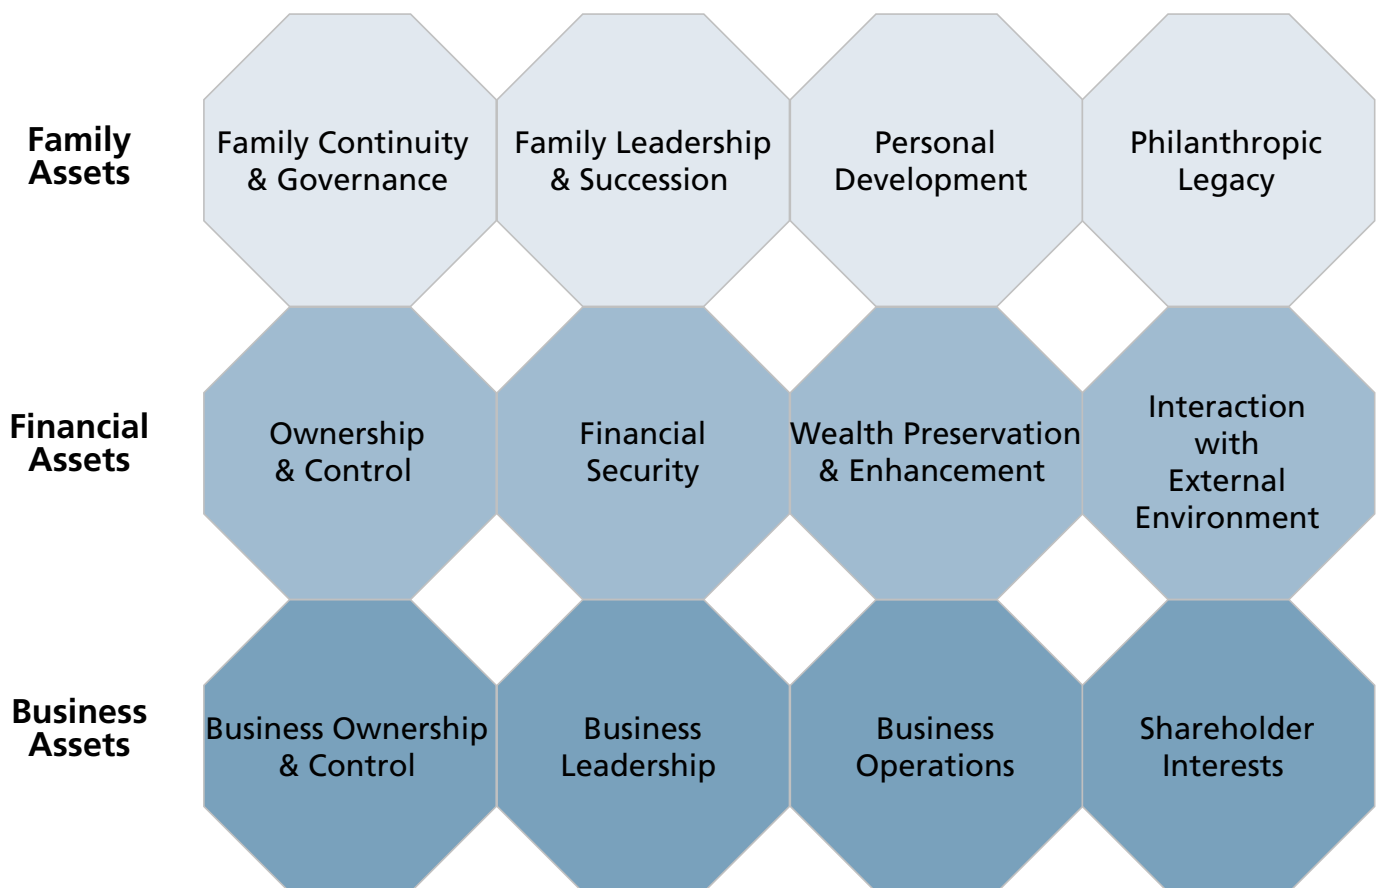 Family
Assets
Family Continuity
& Governance
Family Leadership
& Succession
Personal
Development
Philanthropic
Legacy
Financial
Assets
Ownership
& Control
Financial
Security
Wealth Preservation
& Enhancement
Interaction
with
External
Environment
Business
Assets
Business Ownership
& Control
Business
Leadership
Business
Operations
Shareholder
Interests